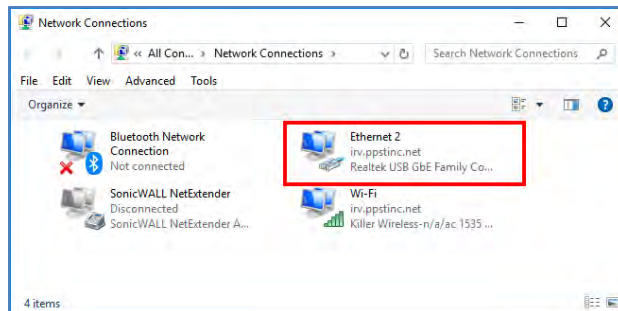 Network Connections
« All Con... › Network Connections ›
Search Network Connections
File Edit View Advanced Tools
Organize
Bluetooth Network Connection
Not connected
Ethernet 2
irv.ppstinc.net
Realtek USB GbE Family Co...
SonicWALL NetExtender
Disconnected
SonicWALL NetExtender A...
Wi-Fi
irv.ppstinc.net
Killer Wireless-n/a/ac 1535 ...
4 items